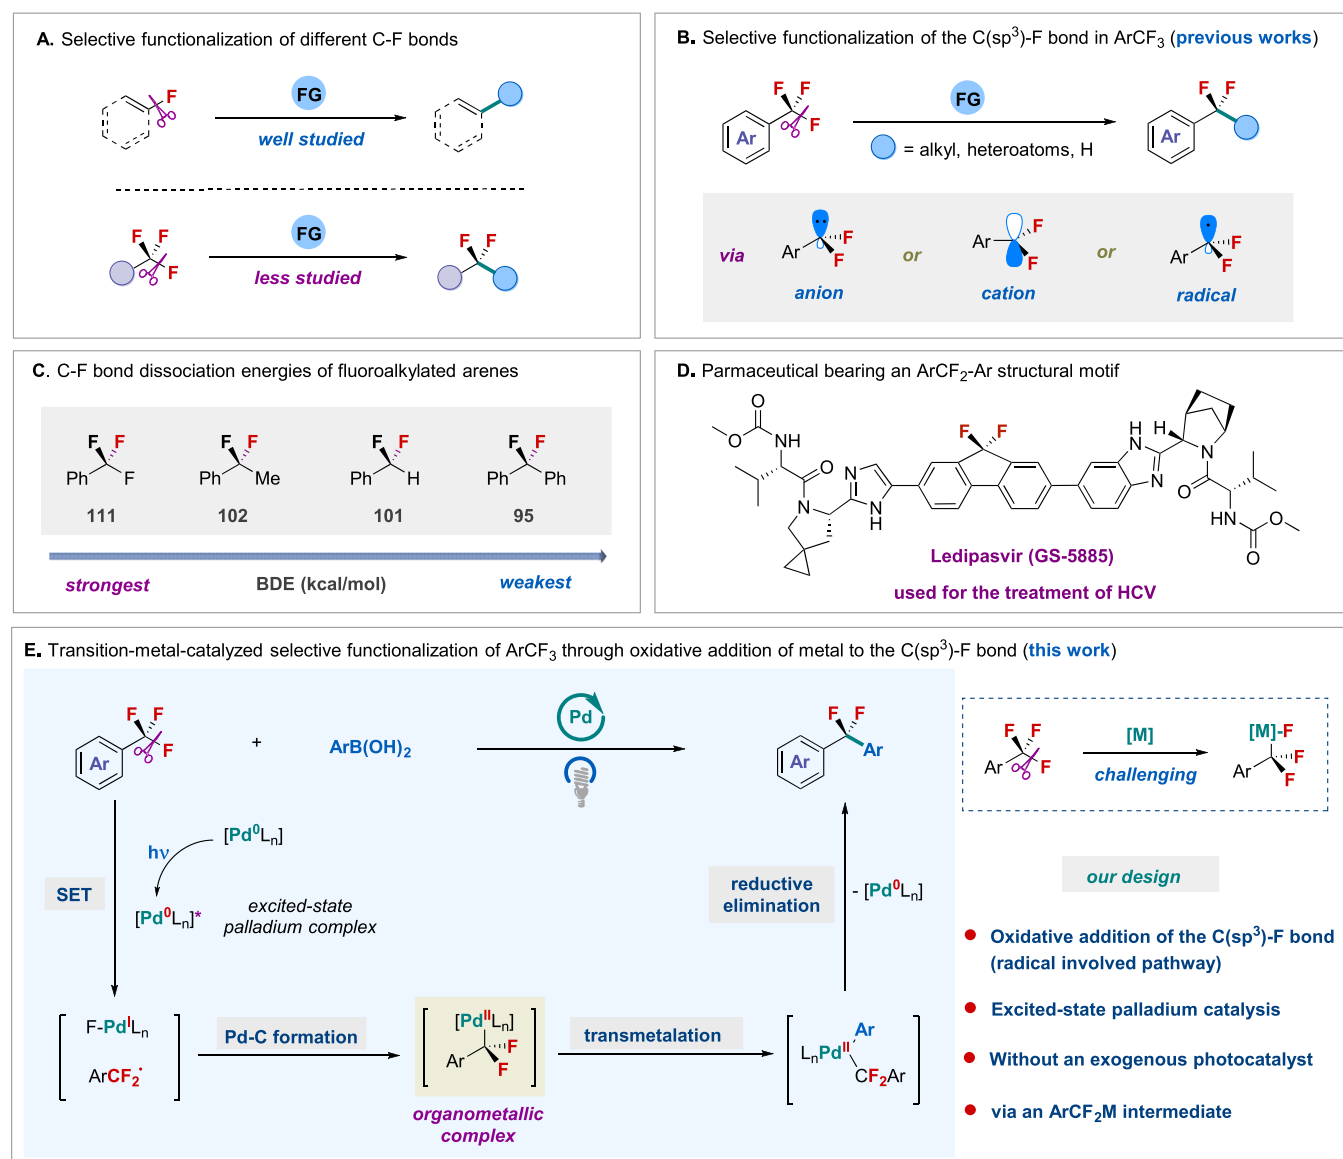 A. Selective functionalization of different C-F bonds
F
FG
well studied
F F
F
FG
less studied
F F
B. Selective functionalization of the C(sp³)-F bond in ArCF₃ (previous works)
F F
F
Ar
FG
= alkyl, heteroatoms, H
F F
Ar
via
Ar
F
F
anion
or
Ar
F
F
cation
or
Ar
F
F
radical
C. C-F bond dissociation energies of fluoroalkylated arenes
F F
Ph F
111
F F
Ph Me
102
F F
Ph H
101
F F
Ph Ph
95
strongest
BDE (kcal/mol)
weakest
D. Parmaceutical bearing an ArCF₂-Ar structural motif
O
O
NH
O
N
N
N
H
F F
H
N
N
H
H
N
O
HN
O
O
Ledipasvir (GS-5885)
used for the treatment of HCV
E. Transition-metal-catalyzed selective functionalization of ArCF₃ through oxidative addition of metal to the C(sp³)-F bond (this work)
F F
F
Ar
+
ArB(OH)₂
Pd
F F
Ar
Ar
SET
hν
[Pd⁰Lₙ]
[Pd⁰Lₙ]*
excited-state
palladium complex
F-PdᴵLₙ
ArCF₂·
Pd-C formation
[PdᴵᴵLₙ]
Ar
F
F
organometallic
complex
transmetalation
Ar
LₙPdᴵᴵ
CF₂Ar
reductive
elimination
- [Pd⁰Lₙ]
F F
F
Ar
[M]
challenging
[M]-F
F
F
Ar
our design
Oxidative addition of the C(sp³)-F bond
(radical involved pathway)
Excited-state palladium catalysis
Without an exogenous photocatalyst
via an ArCF₂M intermediate